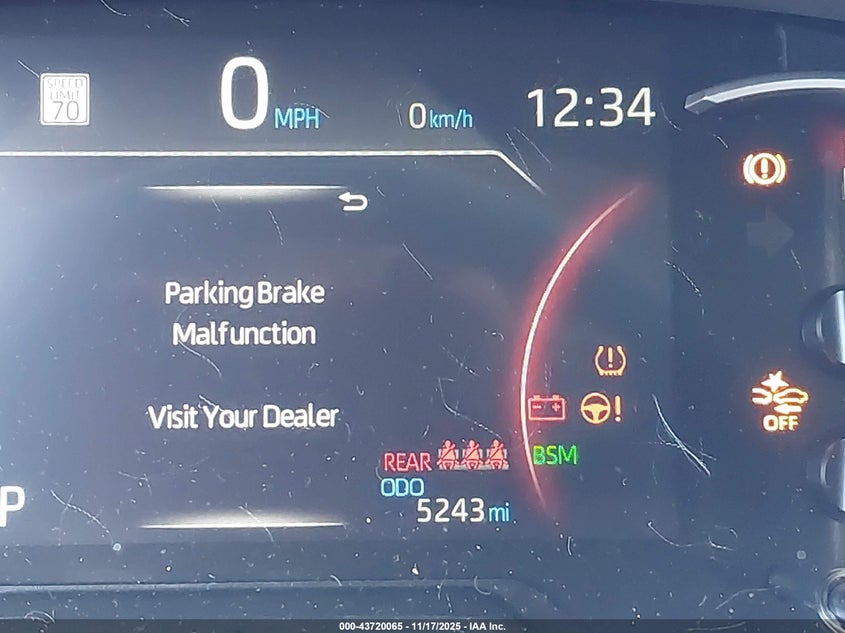 SPEED
LIMIT
70
0 MPH
0 km/h
12:34
Parking Brake
Malfunction
Visit Your Dealer
REAR
BSM
OFF
ODO
5243 mi
P
000-43720065 - 11/17/2025 - IAA Inc.